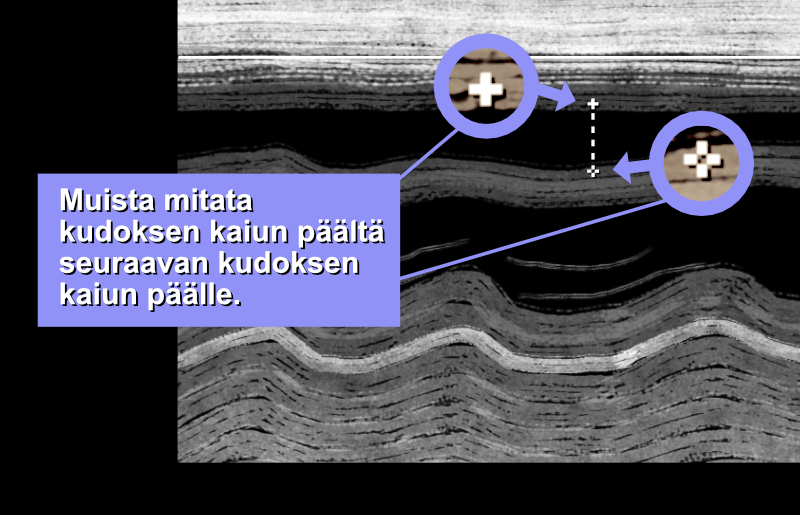 Muista mitata
kudoksen kaiun päältä
seuraavan kudoksen
kaiun päälle.